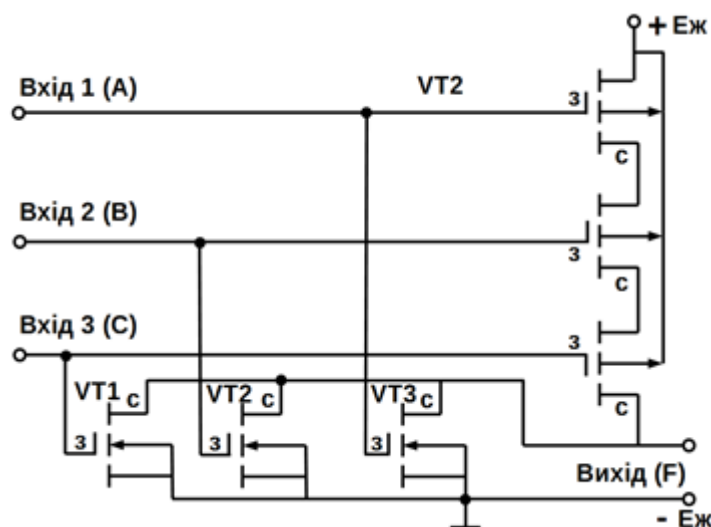 + Еж
Вхід 1 (А)
VT2
З
с
Вхід 2 (В)
З
с
Вхід 3 (С)
З
с
VT1
с
VT2
с
VT3
с
З
З
З
Вихід (F)
- Еж